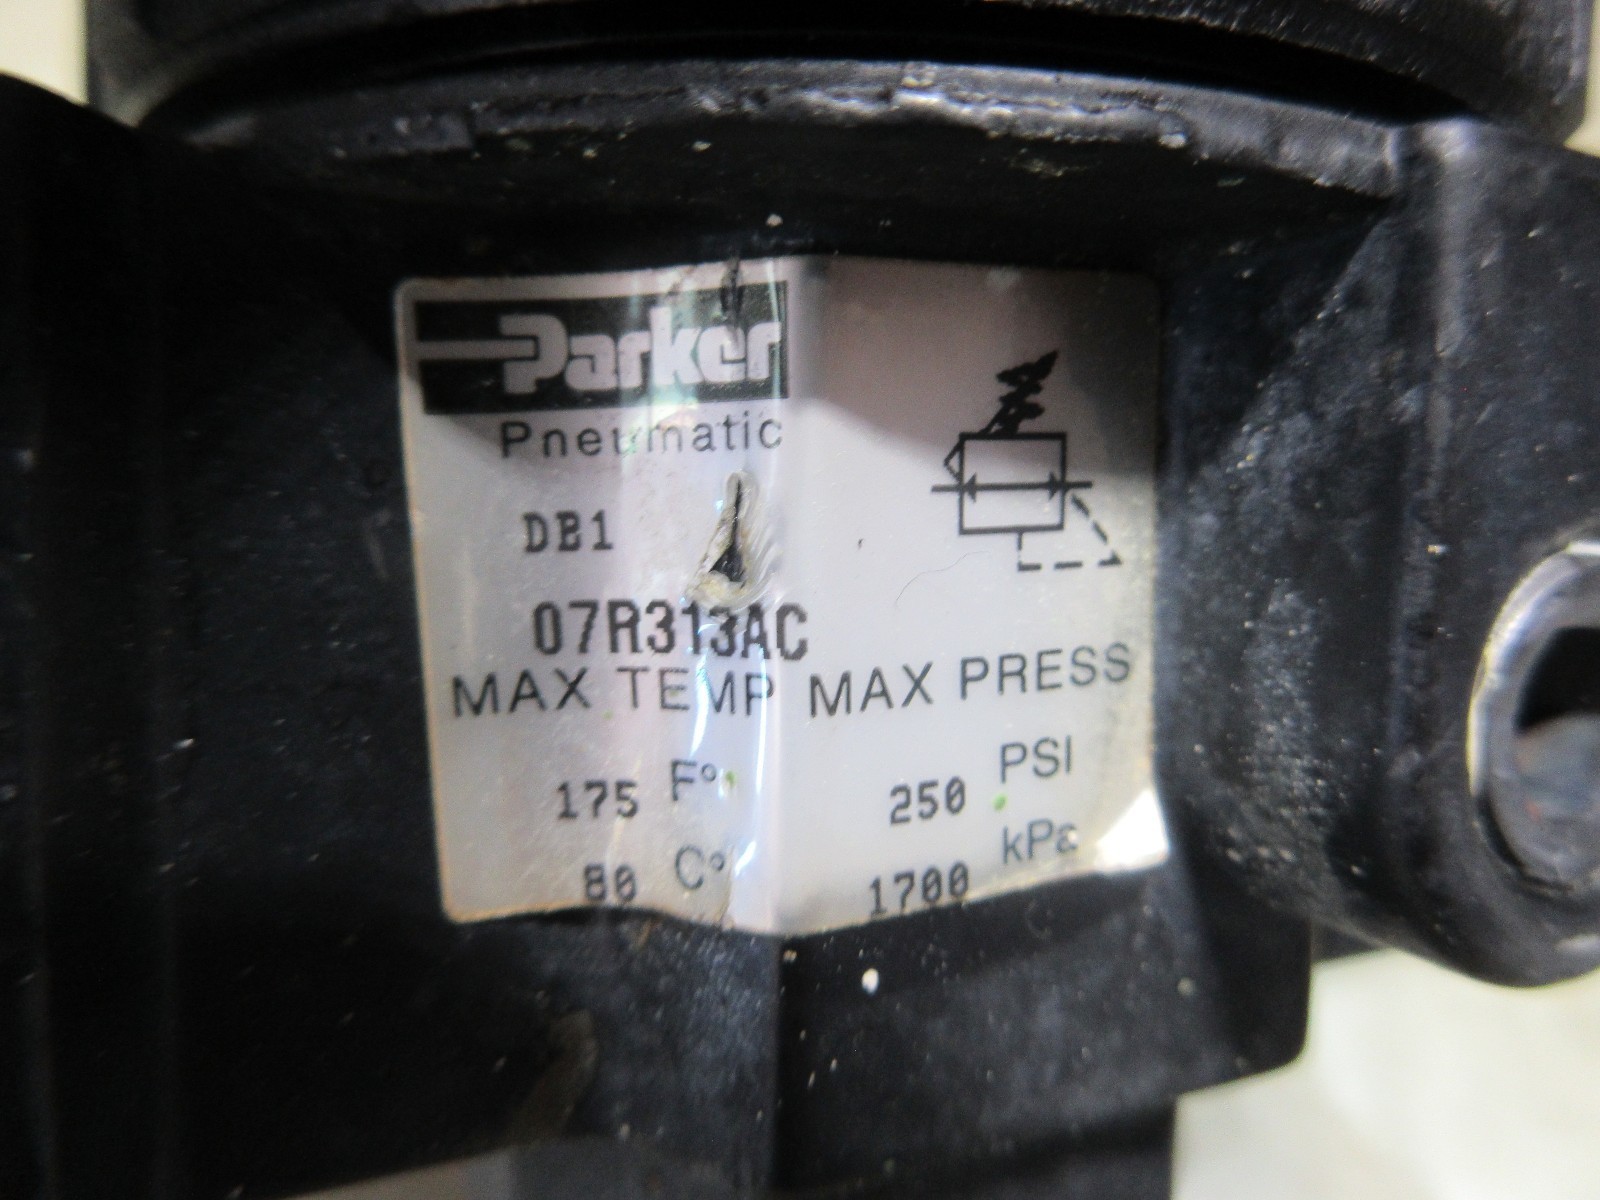 Parker
Pneumatic
DB1
07R313AC
MAX TEMP MAX PRESS
175 F° 250 PSI
80 C° 1700 kPa